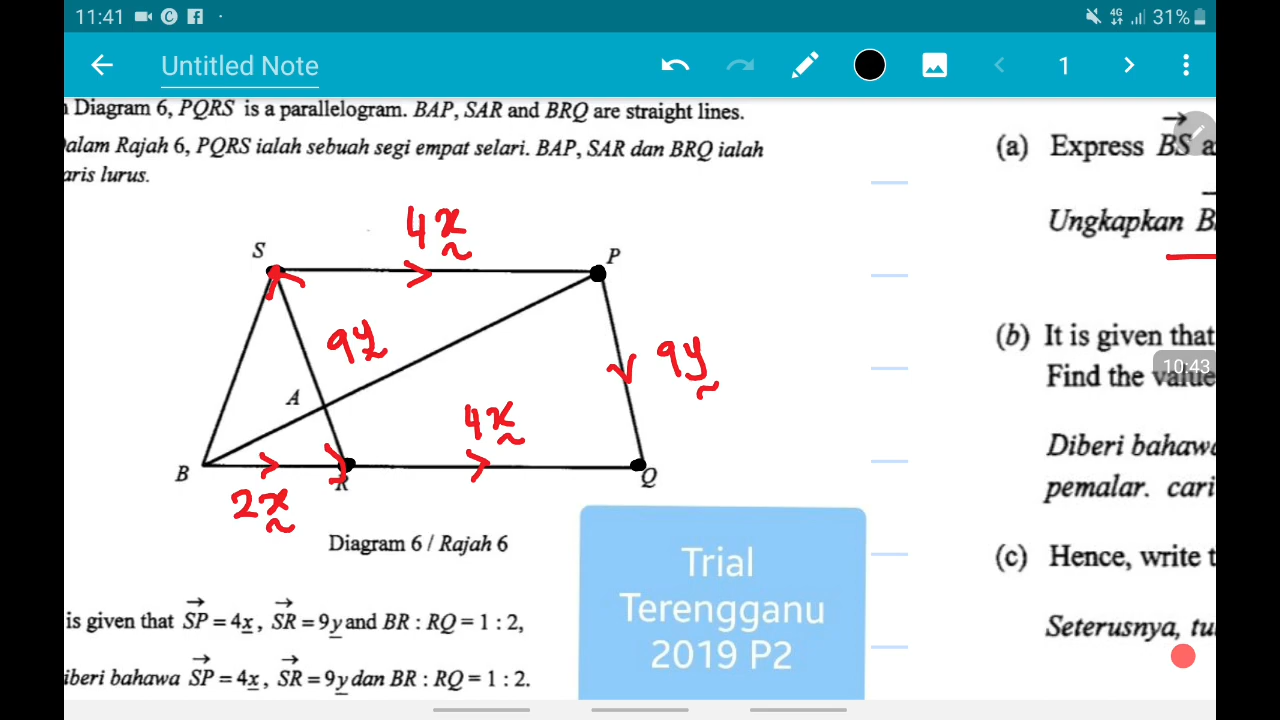 11:41 4G 31%
Untitled Note 1
Diagram 6, PQRS is a parallelogram. BAP, SAR and BRQ are straight lines.
alam Rajah 6, PQRS ialah sebuah segi empat selari. BAP, SAR dan BRQ ialah
aris lurus.
4x
S
P
9y
9y
A
4x
B
R
Q
2x
Diagram 6 / Rajah 6
is given that SP = 4x, SR = 9y and BR : RQ = 1 : 2,
iberi bahawa SP = 4x, SR = 9y dan BR : RQ = 1 : 2.
Trial
Terengganu
2019 P2
(a) Express BS
Ungkapkan B
(b) It is given that
10:43
Find the value
Diberi bahawa
pemalar. cari
(c) Hence, write t
Seterusnya, tu